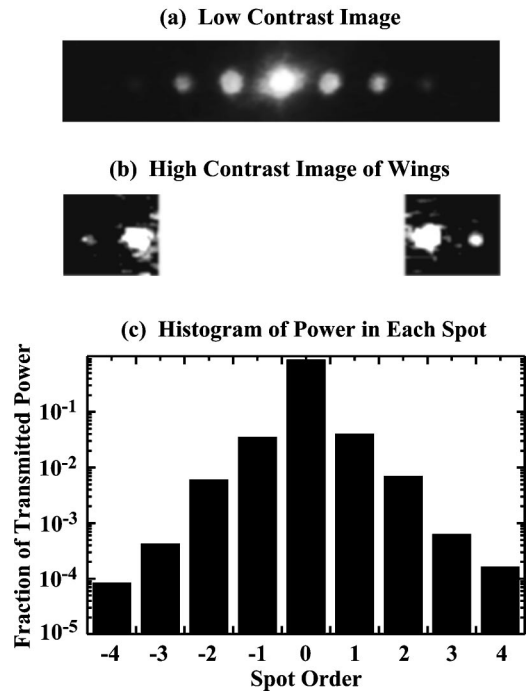 (a) Low Contrast Image
(b) High Contrast Image of Wings
(c) Histogram of Power in Each Spot
Fraction of Transmitted Power
10⁻¹
10⁻²
10⁻³
10⁻⁴
10⁻⁵
-4 -3 -2 -1 0 1 2 3 4
Spot Order